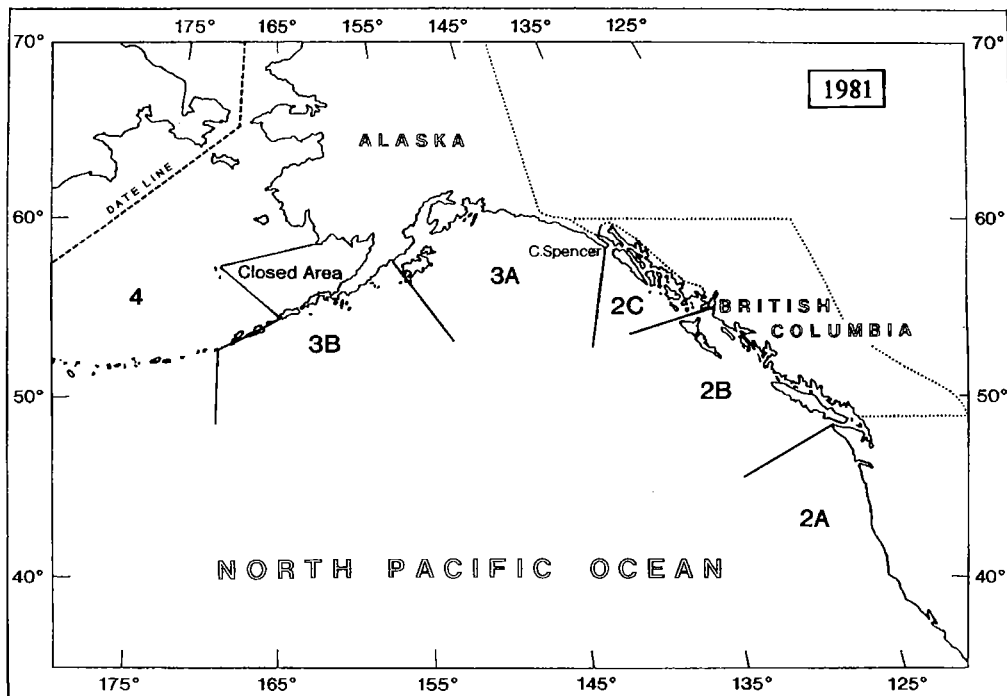 175° 165° 155° 145° 135° 125°
70° 70°
1981
ALASKA
DATE LINE
60° 60°
C.Spencer
Closed Area
3A
4
2C
BRITISH
COLUMBIA
3B
2B
50° 50°
2A
NORTH PACIFIC OCEAN
40° 40°
175° 165° 155° 145° 135° 125°